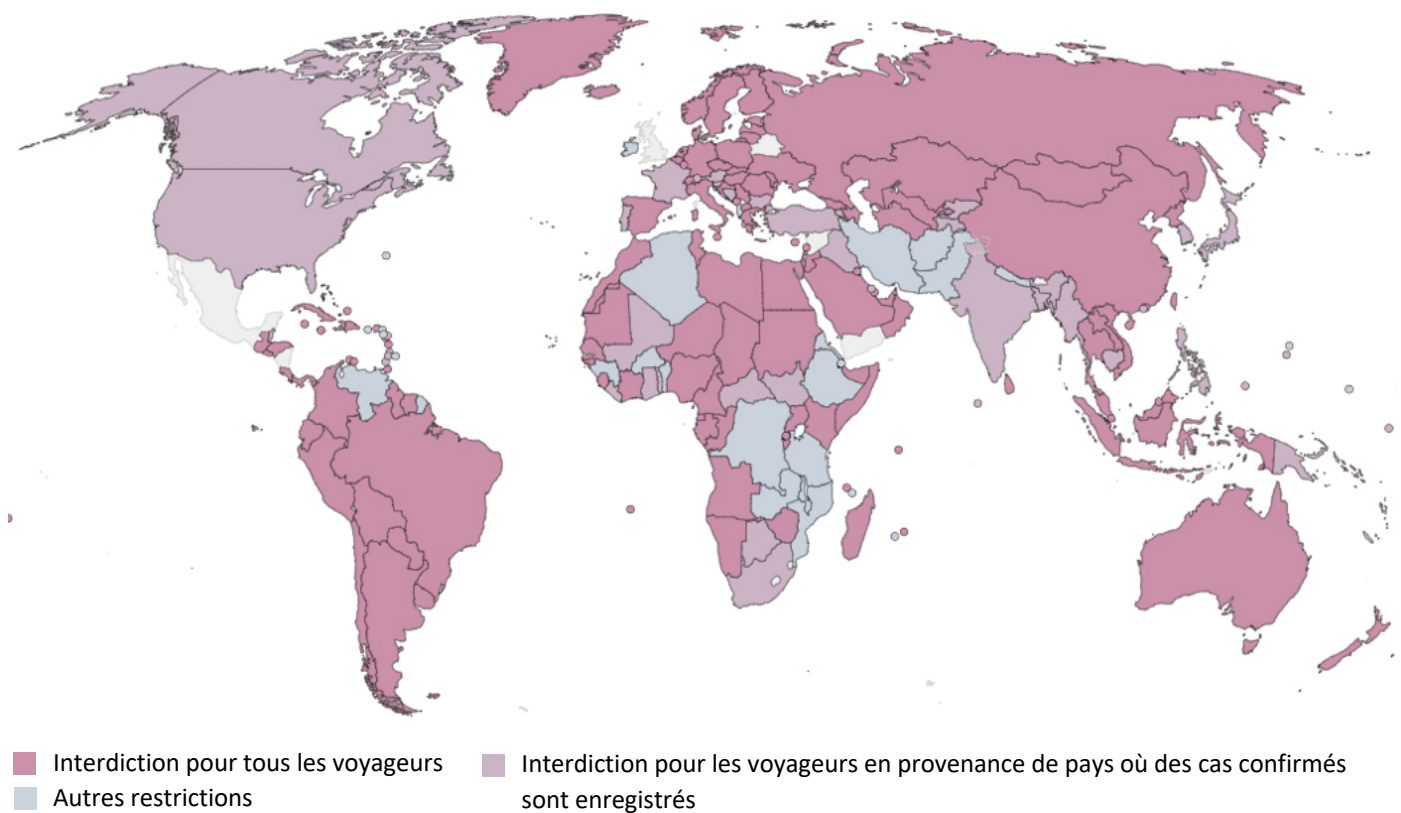 Interdiction pour tous les voyageurs
Autres restrictions
Interdiction pour les voyageurs en provenance de pays où des cas confirmés
sont enregistrés